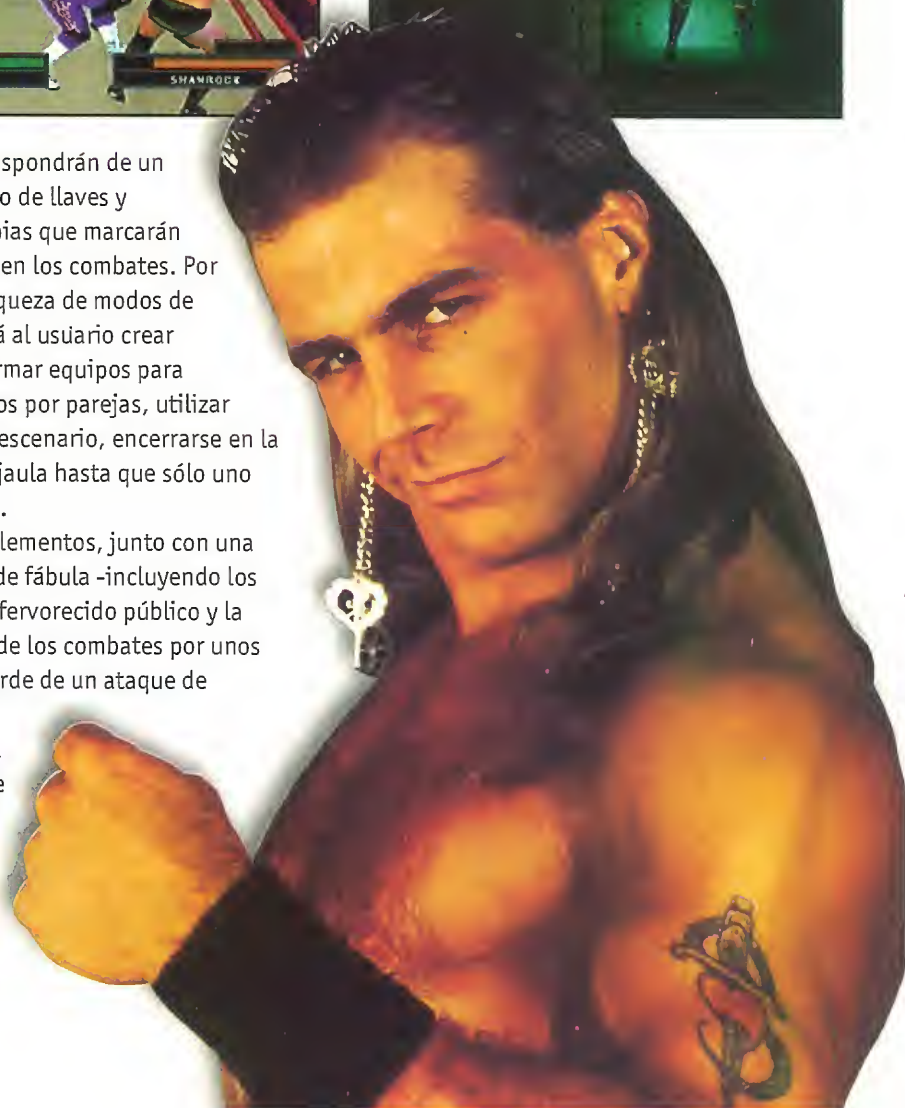 SHAMROCK
spondrán de un
o de llaves y
pias que marcarán
en los combates. Por
queza de modos de
á al usuario crear
rmar equipos para
os por parejas, utilizar
escenario, encerrarse en la
jaula hasta que sólo uno
.
lementos, junto con una
de fábula -incluyendo los
fervorecido público y la
de los combates por unos
rde de un ataque de
e